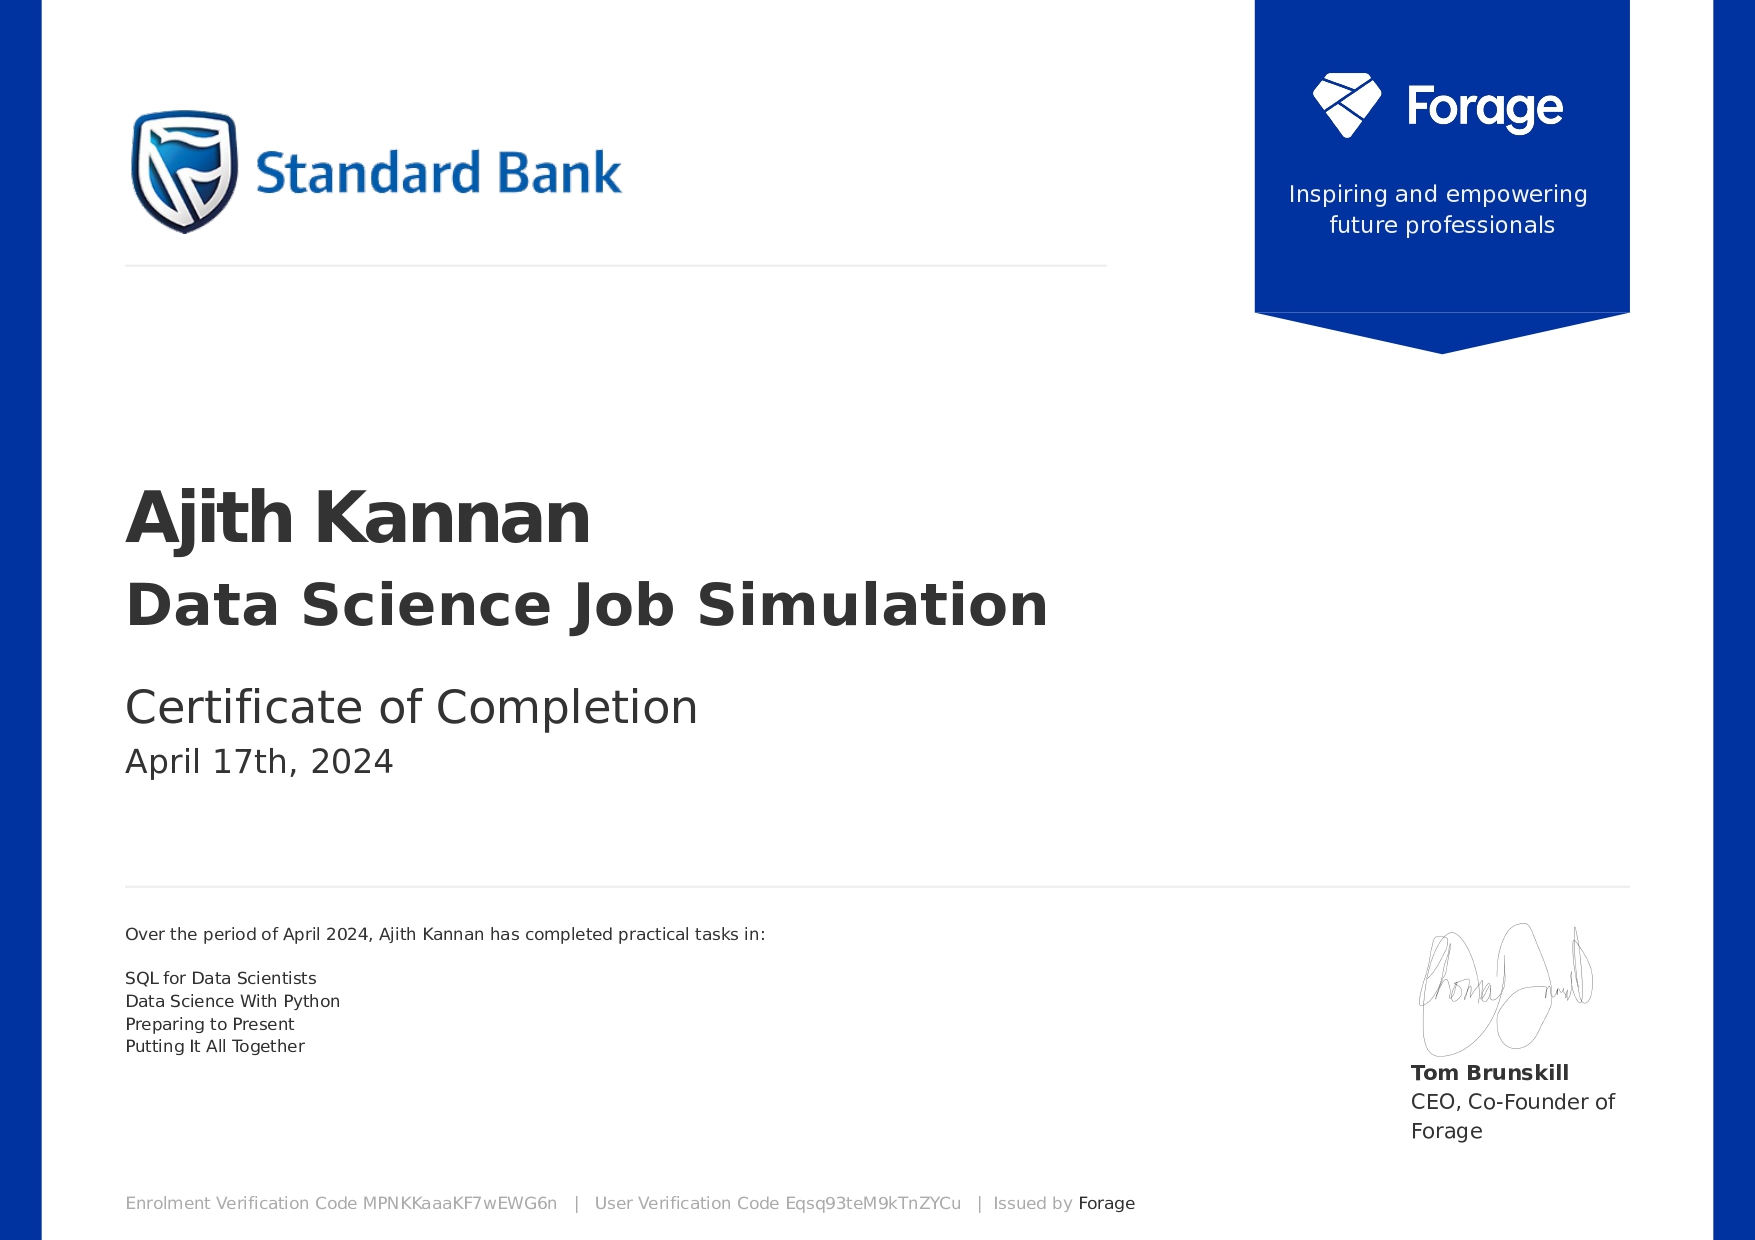 Standard Bank
Forage
Inspiring and empowering
future professionals
Ajith Kannan
Data Science Job Simulation
Certificate of Completion
April 17th, 2024
Over the period of April 2024, Ajith Kannan has completed practical tasks in:
SQL for Data Scientists
Data Science With Python
Preparing to Present
Putting It All Together
Tom Brunskill
CEO, Co-Founder of
Forage
Enrolment Verification Code MPNKKaaaKF7wEWG6n | User Verification Code Eqsq93teM9kTnZYCu | Issued by Forage